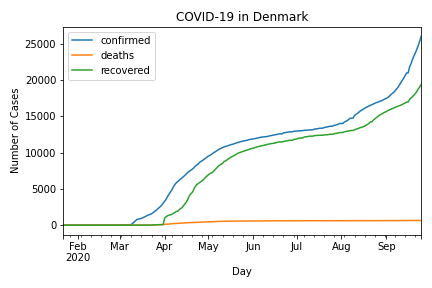 COVID-19 in Denmark
confirmed
deaths
recovered
Number of Cases
25000
20000
15000
10000
5000
0
Feb Mar Apr May Jun Jul Aug Sep
2020
Day